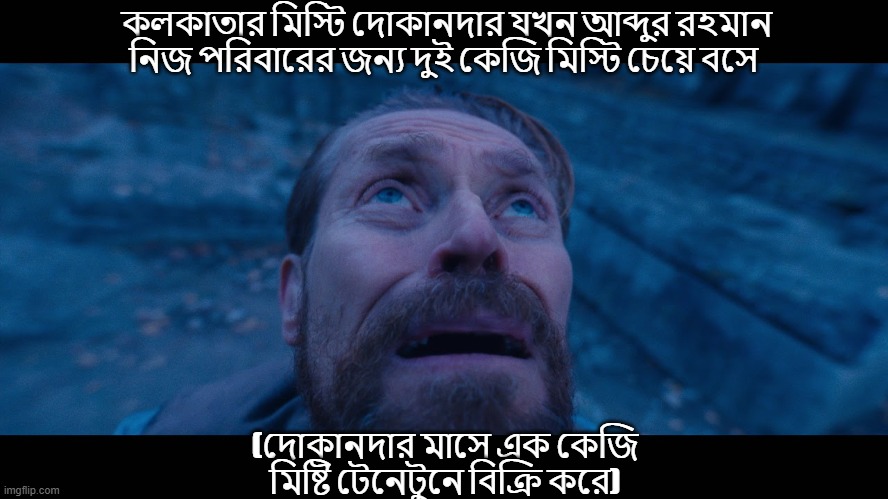 কলকাতার মিস্টি দোকানদার যখন আব্দুর রহমান
নিজ পরিবারের জন্য দুই কেজি মিস্টি চেয়ে বসে
(দোকানদার মাসে এক কেজি
মিষ্টি টেনেটুনে বিক্রি করে)
imgflip.com